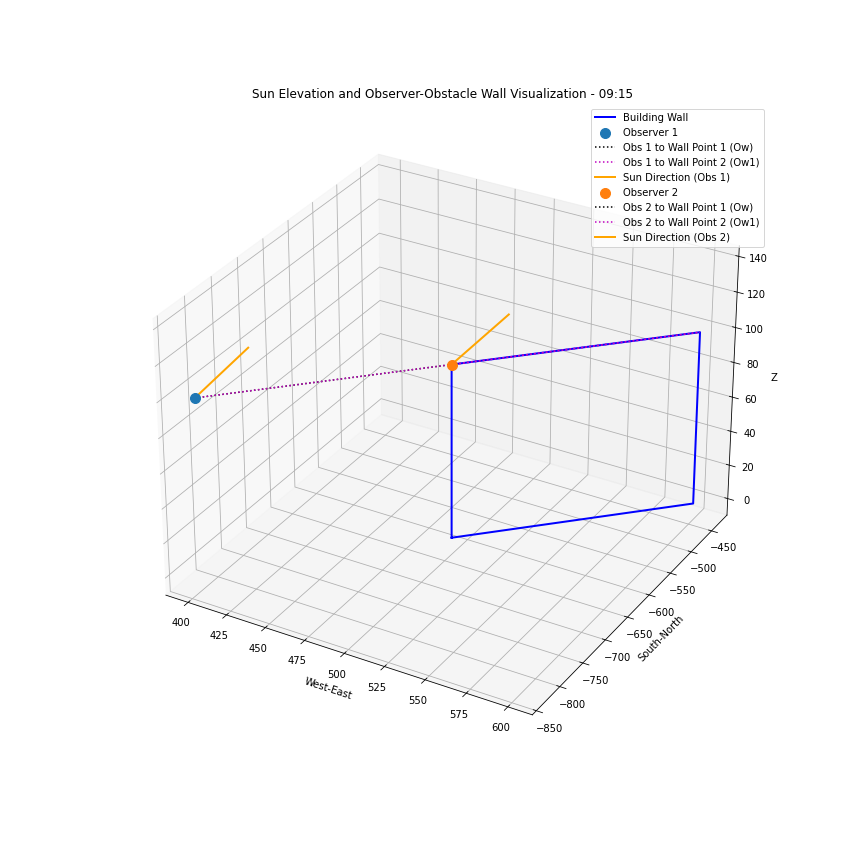 Sun Elevation and Observer-Obstacle Wall Visualization - 09:15
Building Wall
Observer 1
Obs 1 to Wall Point 1 (Ow)
Obs 1 to Wall Point 2 (Ow1)
Sun Direction (Obs 1)
Observer 2
Obs 2 to Wall Point 1 (Ow)
Obs 2 to Wall Point 2 (Ow1)
Sun Direction (Obs 2)
140
120
100
80
60
40
20
0
Z
400
425
450
475
500
525
550
575
600
West-East
−450
−500
−550
−600
−650
−700
−750
−800
−850
South-North